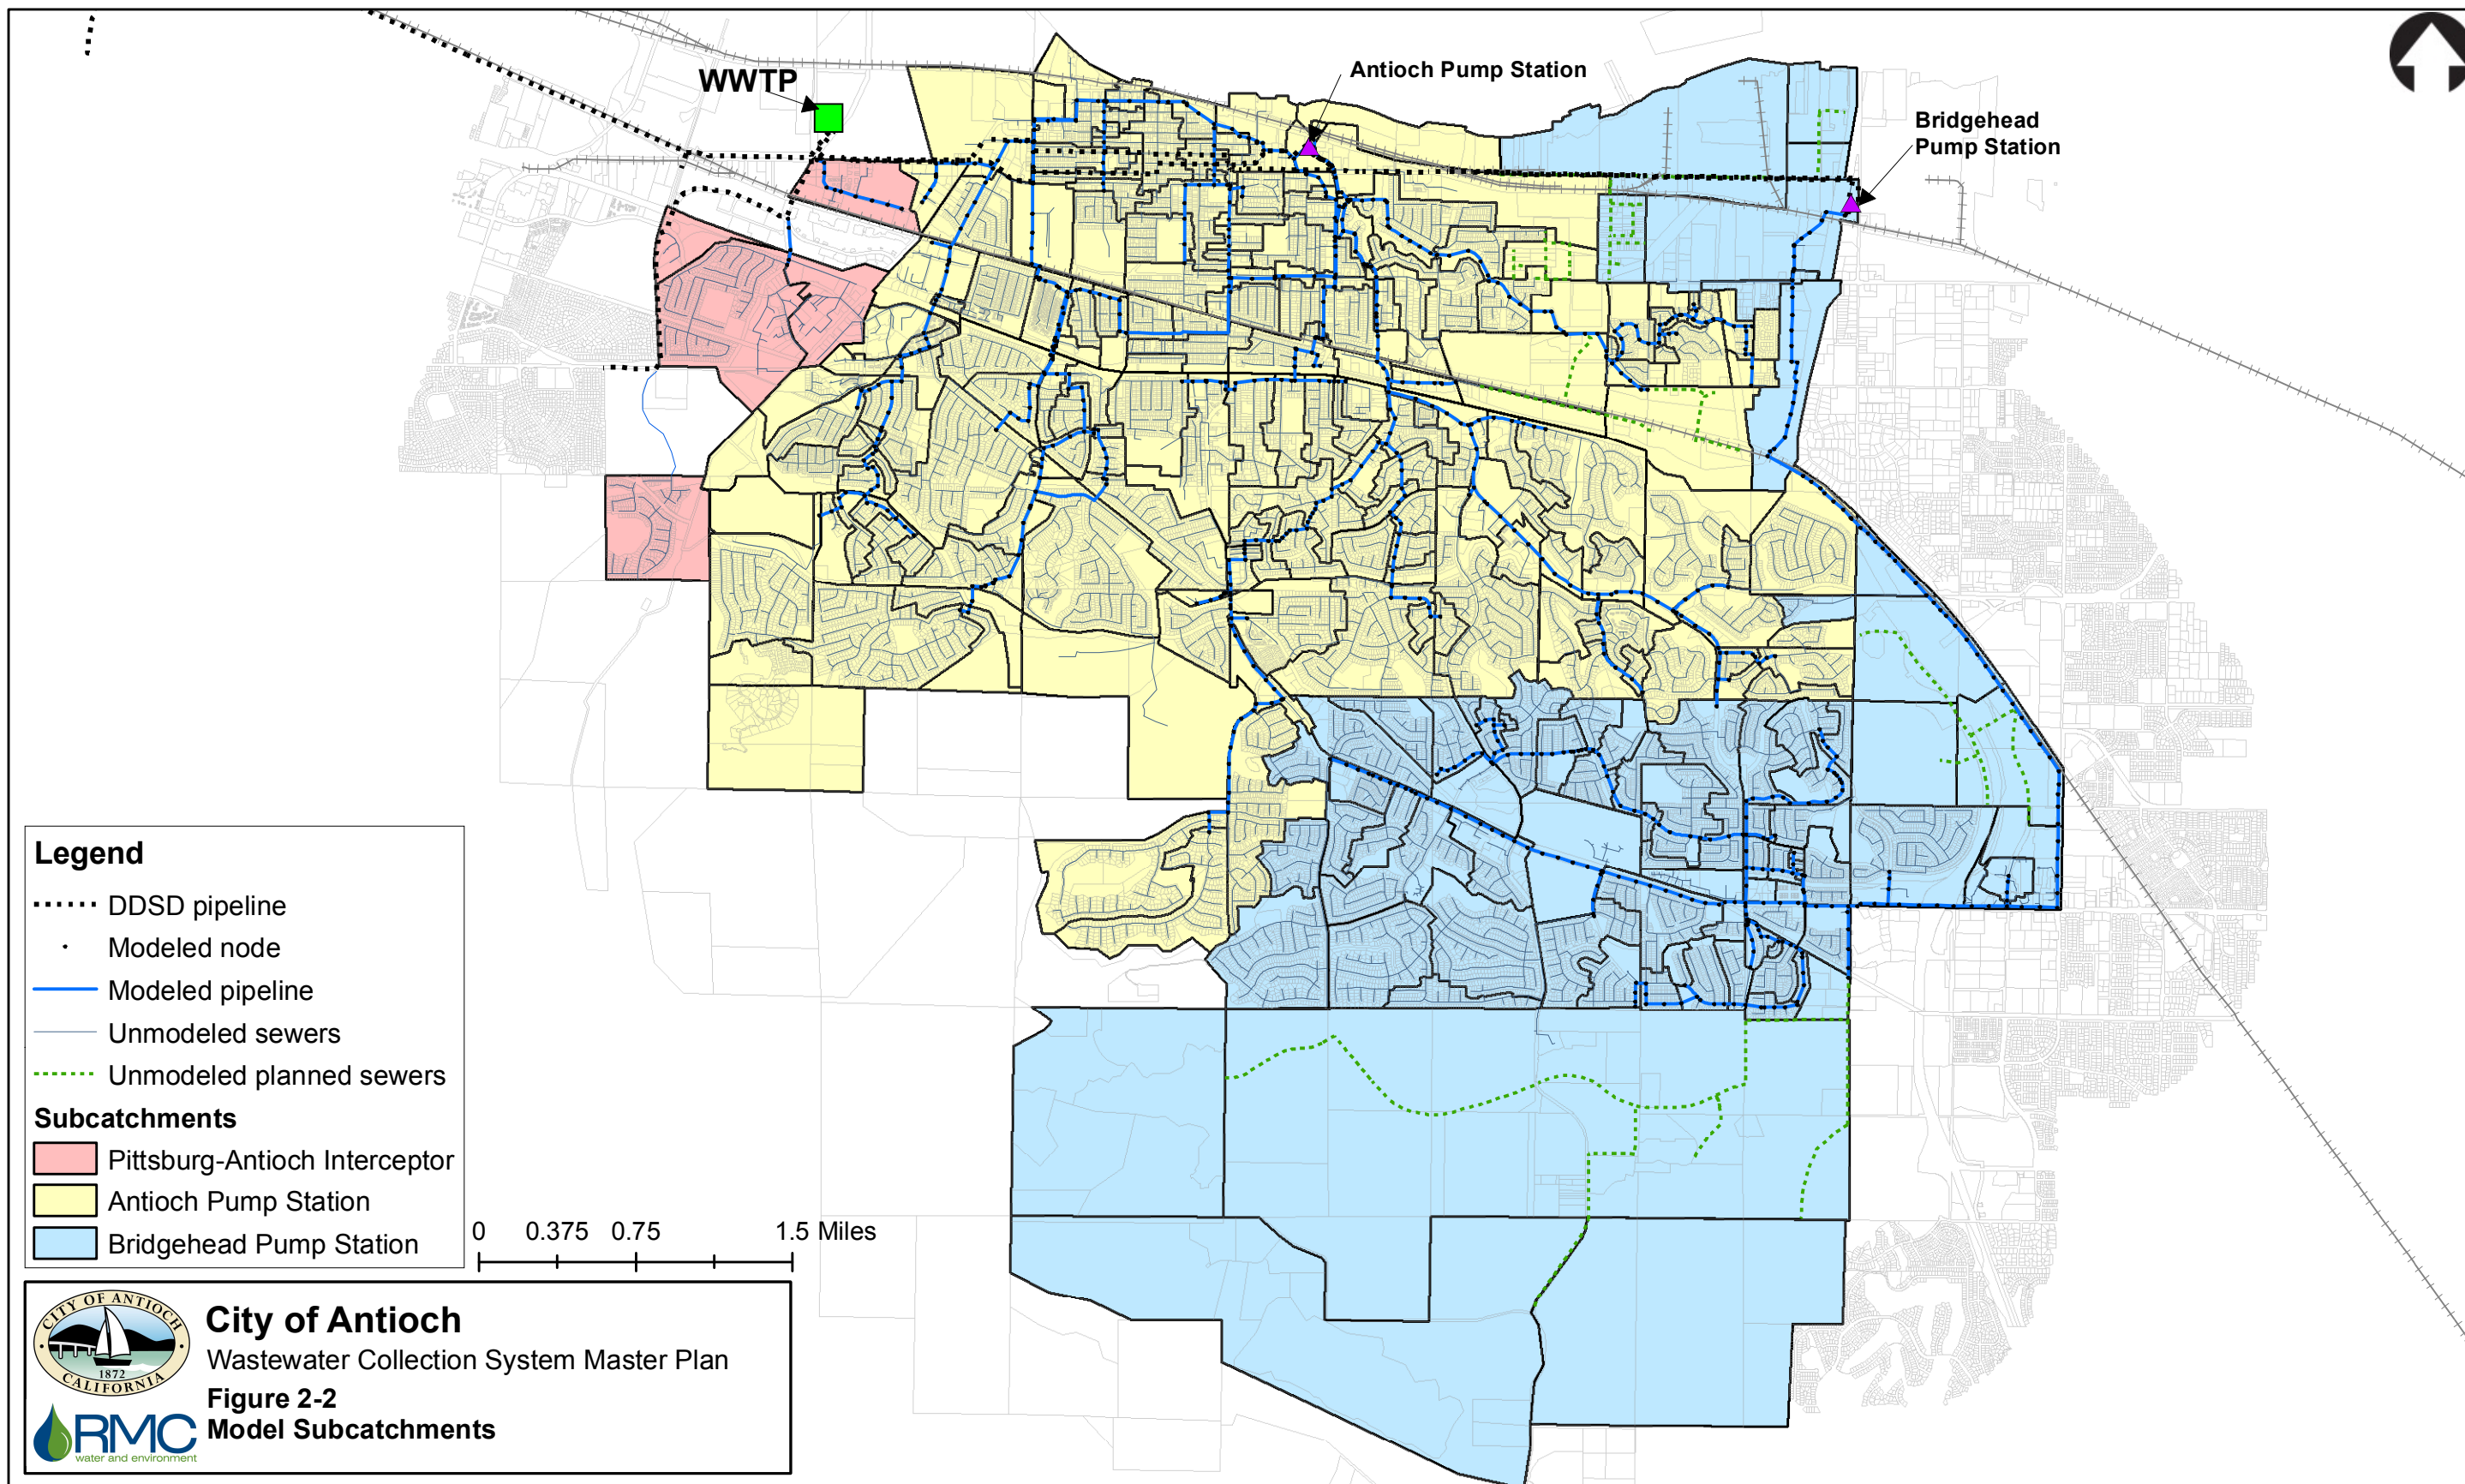 WWTP
Antioch Pump Station
Bridgehead
Pump Station
Legend
DDSD pipeline
Modeled node
Modeled pipeline
Unmodeled sewers
Unmodeled planned sewers
Subcatchments
Pittsburg-Antioch Interceptor
Antioch Pump Station
Bridgehead Pump Station
0 0.375 0.75 1.5 Miles
CITY OF ANTIOCH
1872
CALIFORNIA
City of Antioch
Wastewater Collection System Master Plan
Figure 2-2
Model Subcatchments
RMC
water and environment